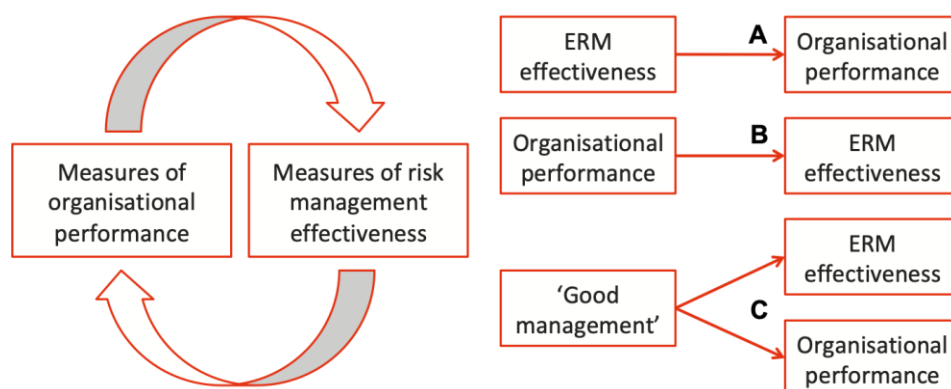 Measures of
organisational
performance
Measures of risk
management
effectiveness
ERM
effectiveness
A
Organisational
performance
Organisational
performance
B
ERM
effectiveness
‘Good
management’
C
ERM
effectiveness
Organisational
performance